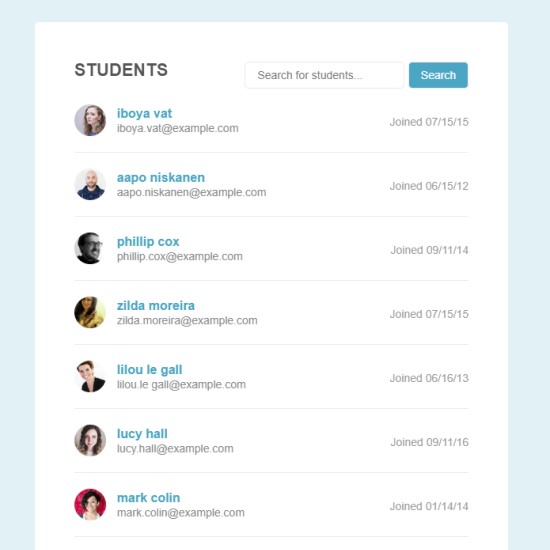 STUDENTS
Search for students... Search
iboya vat
iboya.vat@example.com
Joined 07/15/15
aapo niskanen
aapo.niskanen@example.com
Joined 06/15/12
phillip cox
phillip.cox@example.com
Joined 09/11/14
zilda moreira
zilda.moreira@example.com
Joined 07/15/15
lilou le gall
lilou.le gall@example.com
Joined 06/16/13
lucy hall
lucy.hall@example.com
Joined 09/11/16
mark colin
mark.colin@example.com
Joined 01/14/14